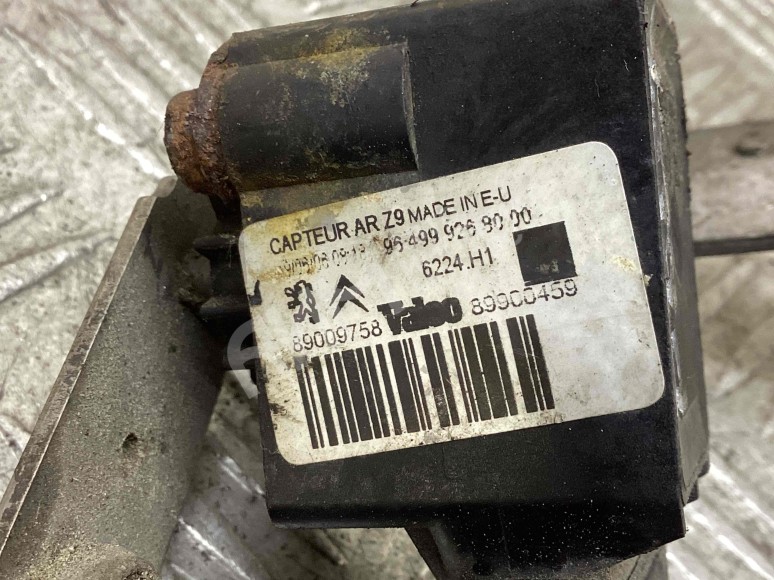 CAPTEUR AR Z9 MADE IN E-U
96 499 926 80 00
6224.H1
89009758 Valeo 89900459